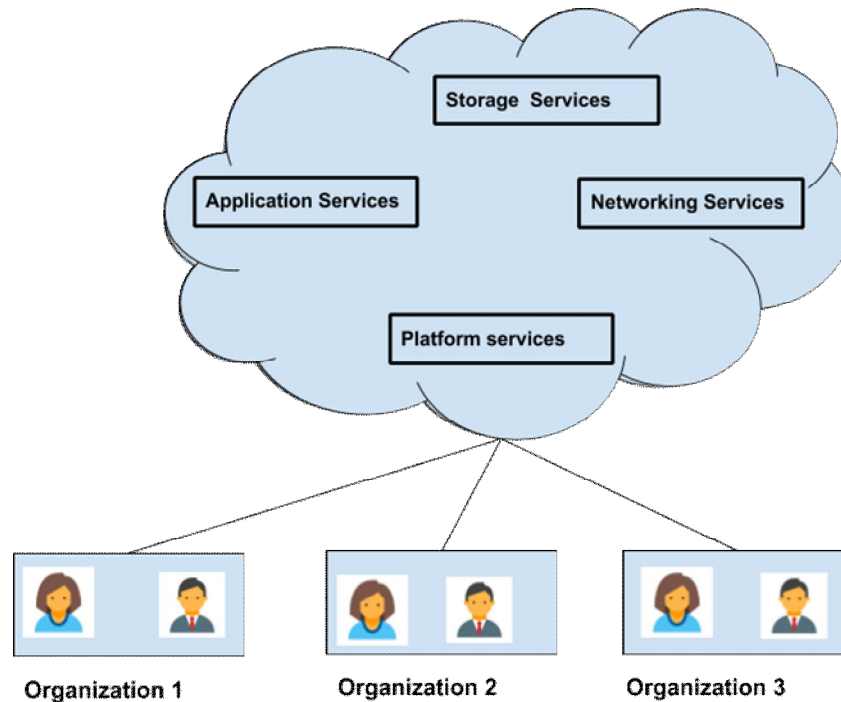 Storage Services
Application Services
Networking Services
Platform services
Organization 1
Organization 2
Organization 3